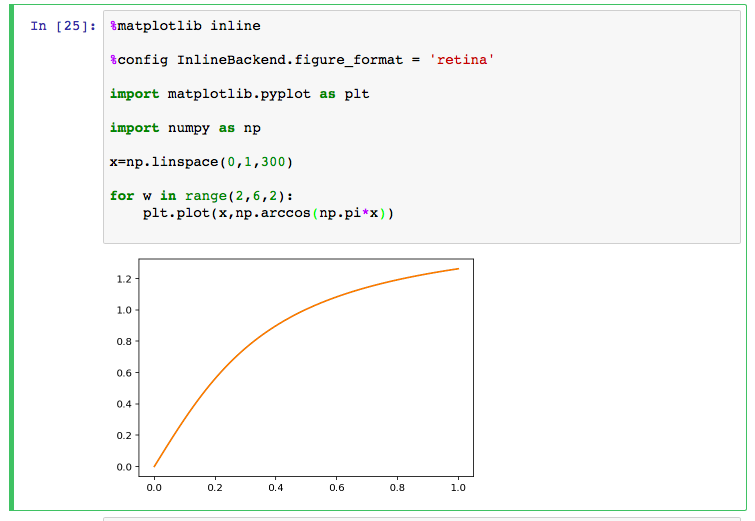 In [25]: %matplotlib inline
%config InlineBackend.figure_format = 'retina'
import matplotlib.pyplot as plt
import numpy as np
x=np.linspace(0,1,300)
for w in range(2,6,2):
    plt.plot(x,np.arccos(np.pi*x))
1.2
1.0
0.8
0.6
0.4
0.2
0.0
0.0 0.2 0.4 0.6 0.8 1.0